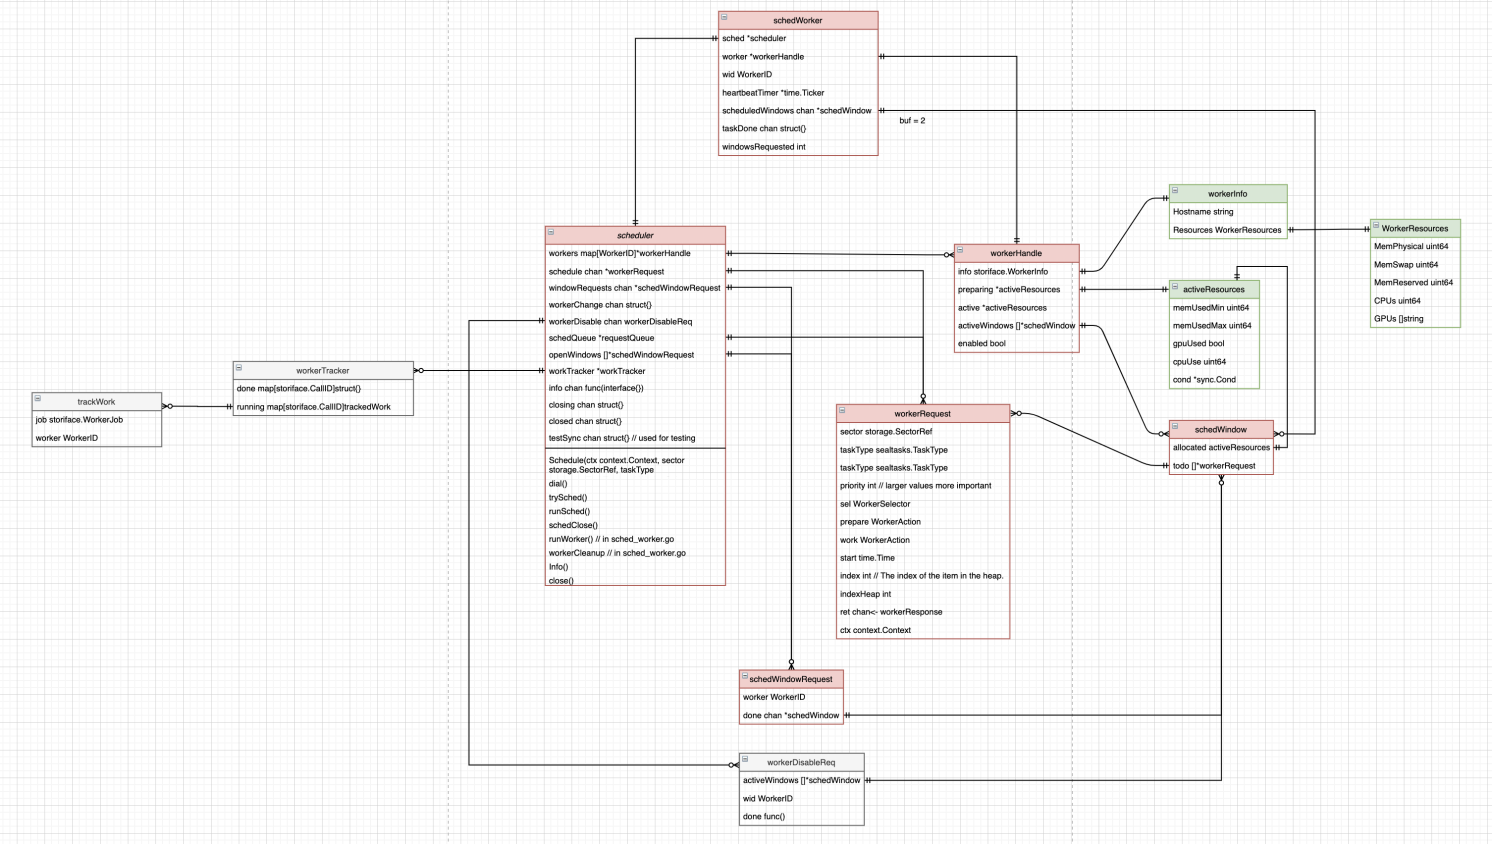 schedWorker
sched *scheduler
worker *workerHandle
wid WorkerID
heartbeatTimer *time.Ticker
scheduledWindows chan *schedWindow
taskDone chan struct{}
windowsRequested int
buf = 2
workerInfo
Hostname string
Resources WorkerResources
WorkerResources
MemPhysical uint64
MemSwap uint64
MemReserved uint64
CPUs uint64
GPUs []string
scheduler
workers map[WorkerID]*workerHandle
schedule chan *workerRequest
windowRequests chan *schedWindowRequest
workerChange chan struct{}
workerDisable chan workerDisableReq
schedQueue *requestQueue
openWindows []*schedWindowRequest
workTracker *workTracker
info chan func(interface{})
closing chan struct{}
closed chan struct{}
testSync chan struct{} // used for testing
Schedule(ctx context.Context, sector
storage.SectorRef, taskType
dial()
trySched()
runSched()
schedClose()
runWorker() // in sched_worker.go
workerCleanup // in sched_worker.go
Info()
close()
workerHandle
info storiface.WorkerInfo
preparing *activeResources
active *activeResources
activeWindows []*schedWindow
enabled bool
activeResources
memUsedMin uint64
memUsedMax uint64
gpuUsed bool
cpuUse uint64
cond *sync.Cond
workerTracker
done map[storiface.CallID]struct{}
running map[storiface.CallID]trackedWork
trackWork
job storiface.WorkerJob
worker WorkerID
workerRequest
sector storage.SectorRef
taskType sealtasks.TaskType
taskType sealtasks.TaskType
priority int // larger values more important
sel WorkerSelector
prepare WorkerAction
work WorkerAction
start time.Time
index int // The index of the item in the heap.
indexHeap int
ret chan<- workerResponse
ctx context.Context
schedWindow
allocated activeResources
todo []*workerRequest
schedWindowRequest
worker WorkerID
done chan *schedWindow
workerDisableReq
activeWindows []*schedWindow
wid WorkerID
done func()